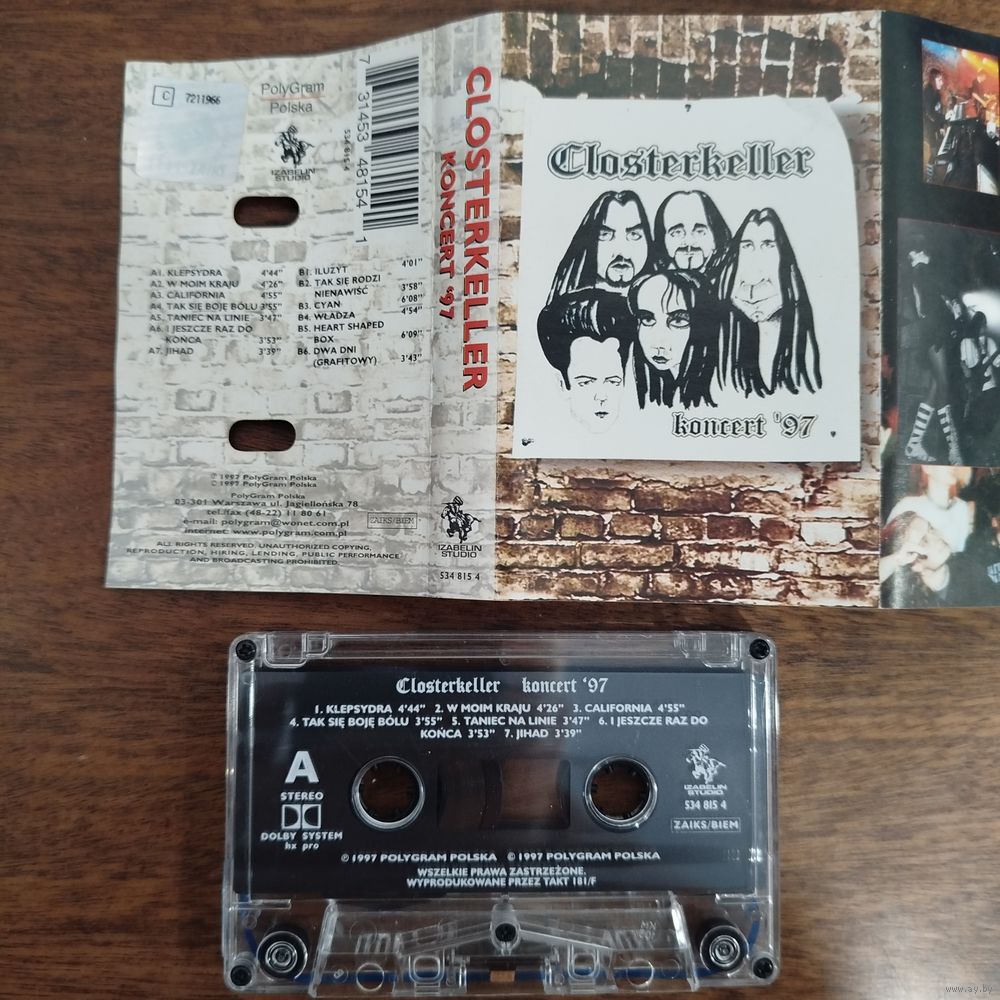 C 7211966
PolyGram
Polska
IZABELIN
STUDIO
534 815 4
7 31453 48154 1
A1. KLEPSYDRA 4'44"
A2. W MOIM KRAJU 4'26"
A3. CALIFORNIA 4'55"
A4. TAK SIĘ BOJĘ BÓLU 3'55"
A5. TANIEC NA LINIE 3'47"
A6. I JESZCZE RAZ DO
KOŃCA 3'53"
A7. JIHAD 3'39"
B1. ILUZYT 4'01"
B2. TAK SIĘ RODZI
NIENAWIŚĆ 3'58"
B3. CYAN 6'08"
B4. WŁADZA 4'54"
B5. HEART SHAPED
BOX 6'09"
B6. DWA DNI
(GRAFITOWY) 3'43"
℗ 1997 PolyGram Polska
© 1997 PolyGram Polska
PolyGram Polska
03-301 Warszawa ul. Jagiellońska 78
tel./fax (48-22) 11 80 61
e-mail: polygram@wonet.com.pl
internet: www.polygram.com.pl
ZAIKS/BIEM
ALL RIGHTS RESERVED. UNAUTHORIZED COPYING,
REPRODUCTION, HIRING, LENDING, PUBLIC PERFORMANCE
AND BROADCASTING PROHIBITED.
CLOSTERKELLER
KONCERT '97
IZABELIN
STUDIO
534 815 4
Closterkeller
koncert '97
Closterkeller koncert '97
1. KLEPSYDRA 4'44" 2. W MOIM KRAJU 4'26" 3. CALIFORNIA 4'55"
4. TAK SIĘ BOJĘ BÓLU 3'55" 5. TANIEC NA LINIE 3'47" 6. I JESZCZE RAZ DO
KOŃCA 3'53" 7. JIHAD 3'39"
A
STEREO
DOLBY SYSTEM
hx pro
IZABELIN
STUDIO
534 815 4
ZAIKS/BIEM
℗ 1997 POLYGRAM POLSKA © 1997 POLYGRAM POLSKA
WSZELKIE PRAWA ZASTRZEŻONE.
WYPRODUKOWANE PRZEZ TAKT 181/F
www.ay.by